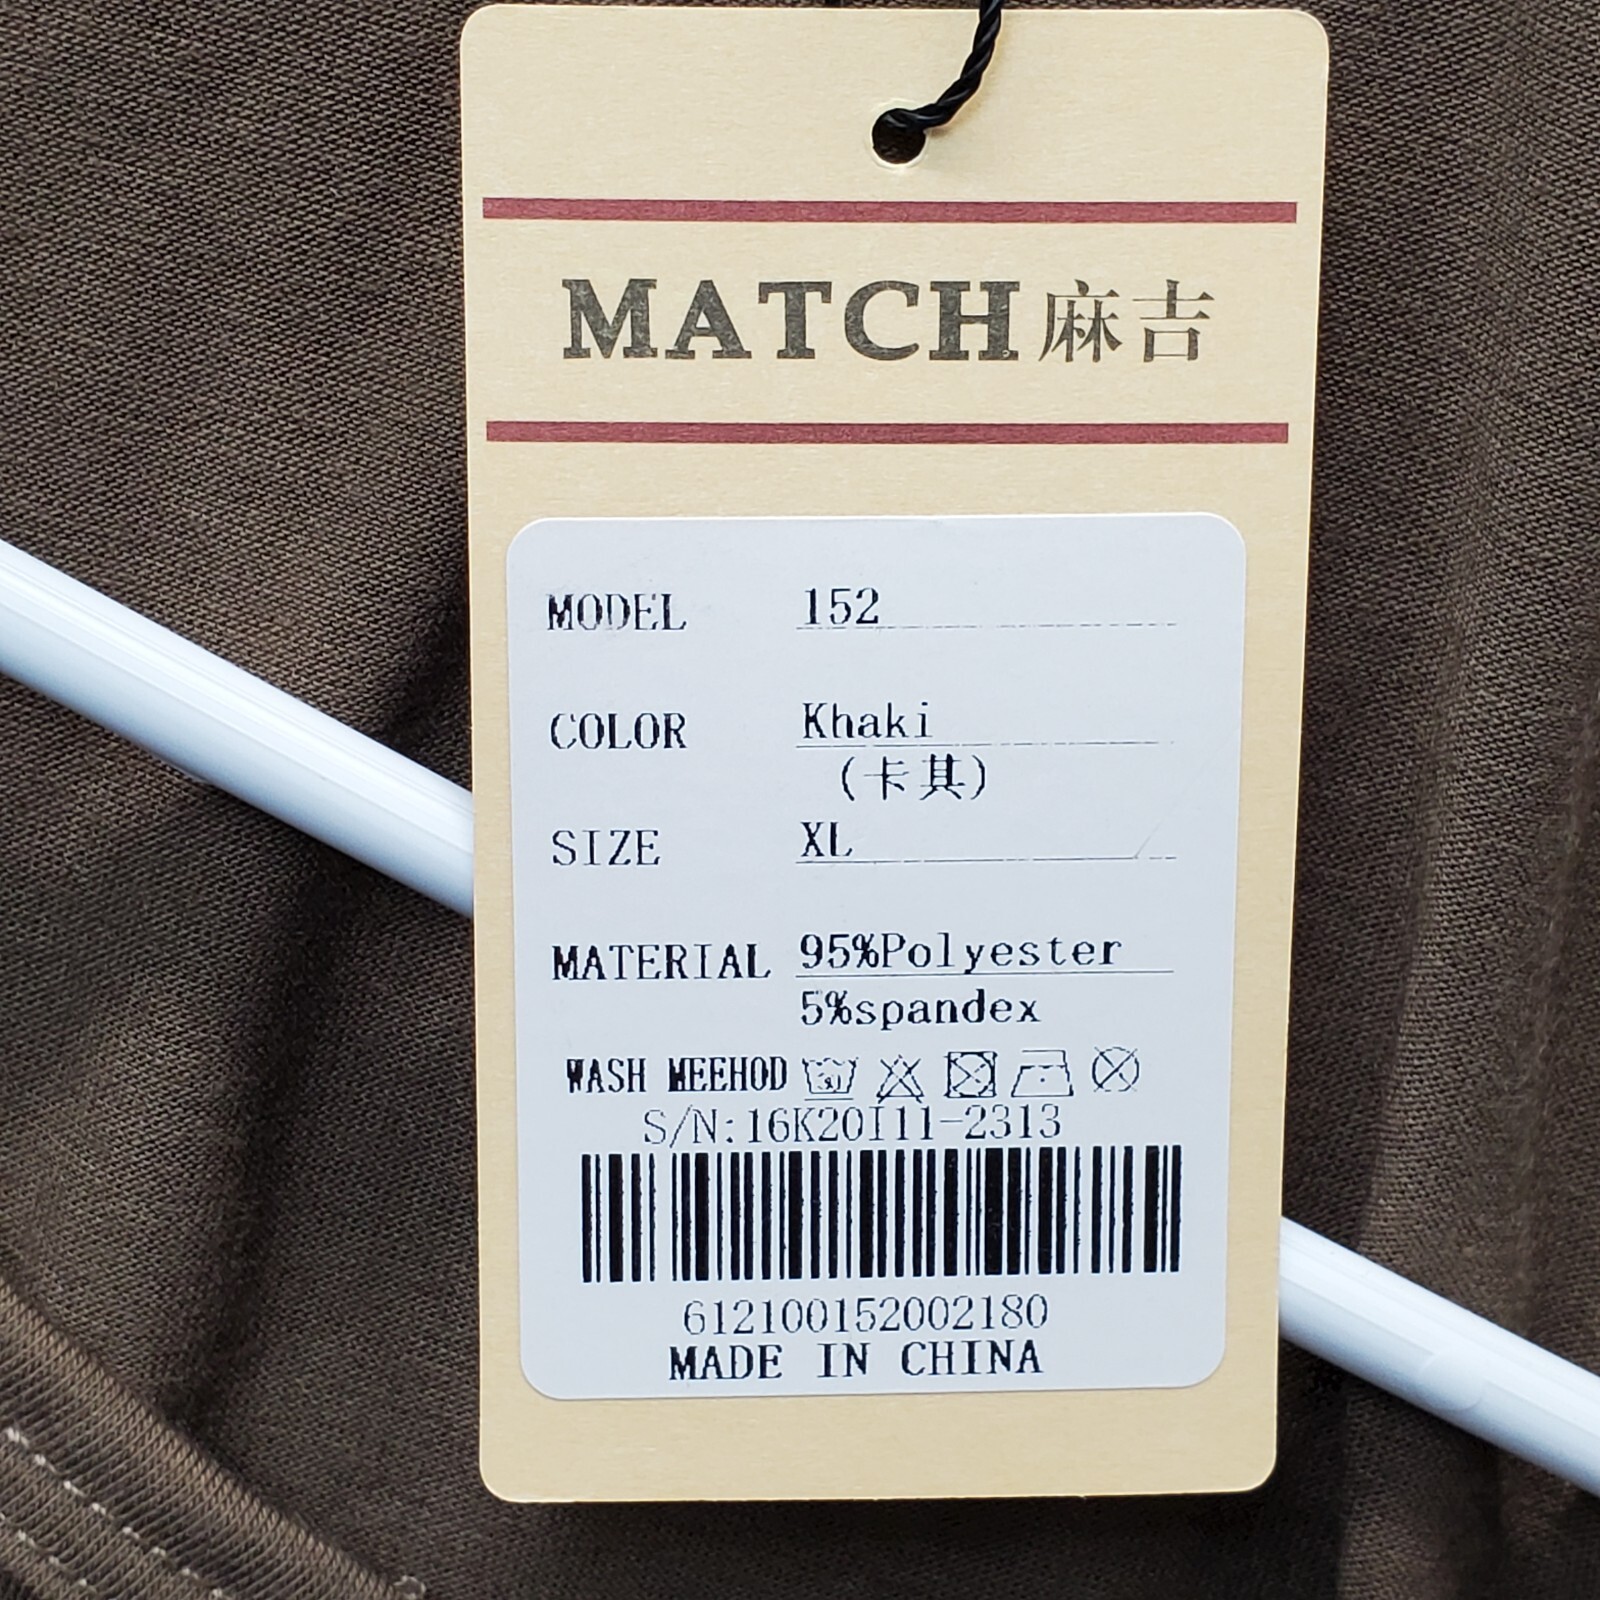 MATCH麻吉
MODEL 152
COLOR Khaki
(卡其)
SIZE XL
MATERIAL 95%Polyester
5%spandex
WASH MEEHOD
S/N:16K20I11-2313
612100152002180
MADE IN CHINA